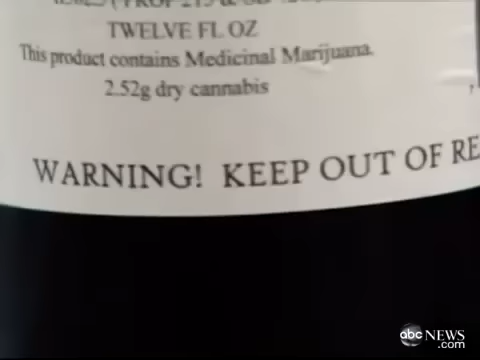 TWELVE FL OZ
This product contains Medicinal Marijuana.
2.52g dry cannabis
WARNING! KEEP OUT OF RE
abc NEWS
.com